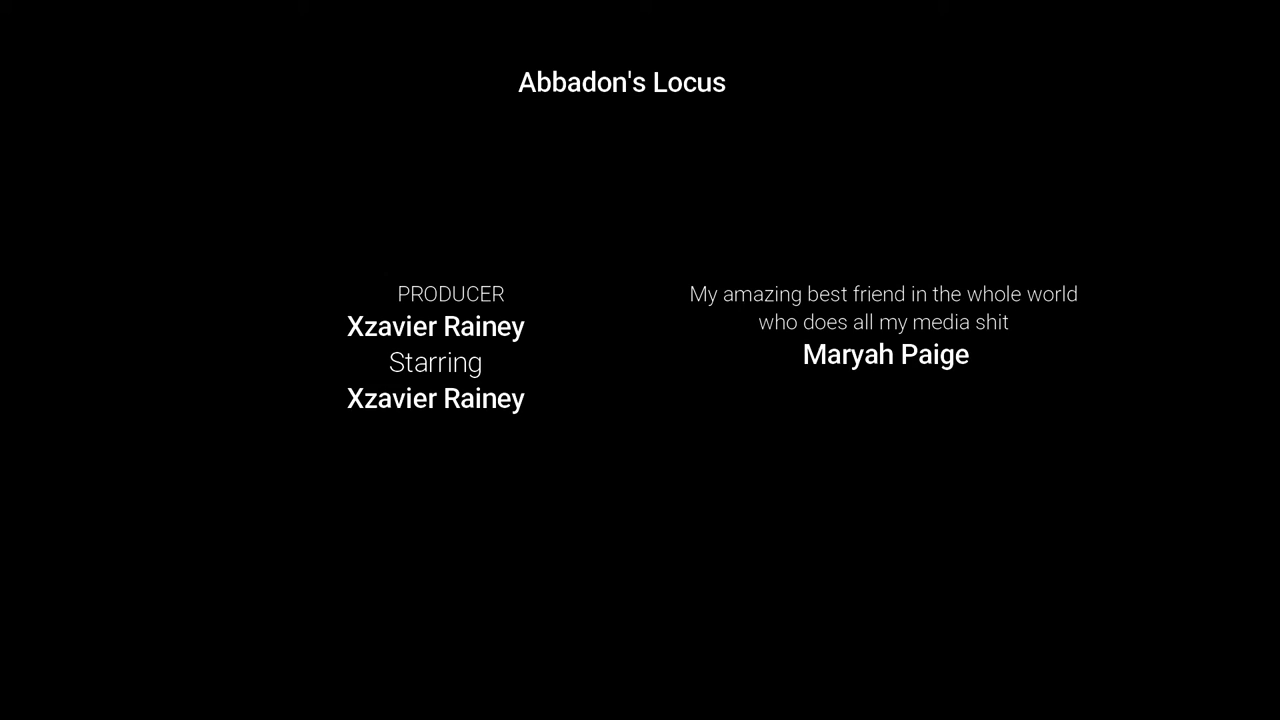 Abbadon's Locus
PRODUCER
Xzavier Rainey
Starring
Xzavier Rainey
My amazing best friend in the whole world
who does all my media shit
Maryah Paige